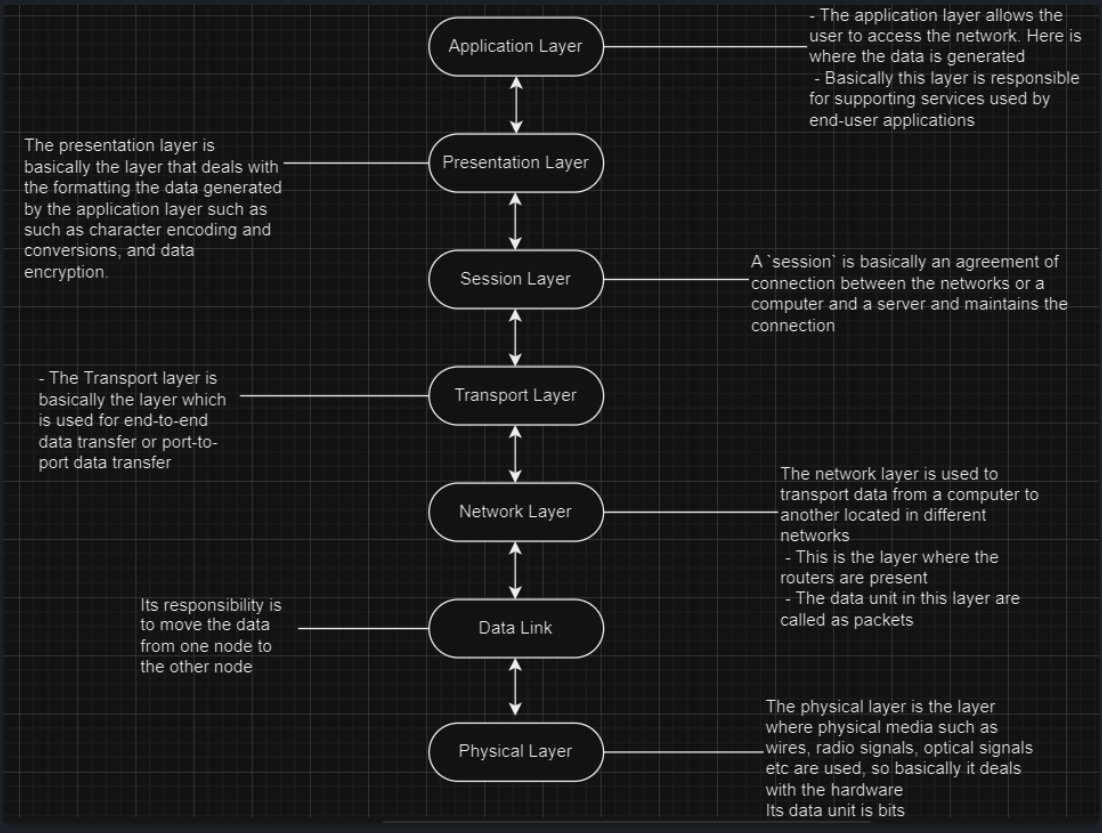 Application Layer
- The application layer allows the
user to access the network. Here is
where the data is generated
- Basically this layer is responsible
for supporting services used by
end-user applications
The presentation layer is
basically the layer that deals with
the formatting the data generated
by the application layer such as
such as character encoding and
conversions, and data
encryption.
Presentation Layer
Session Layer
A `session` is basically an agreement of
connection between the networks or a
computer and a server and maintains the
connection
- The Transport layer is
basically the layer which
is used for end-to-end
data transfer or port-to-
port data transfer
Transport Layer
Network Layer
The network layer is used to
transport data from a computer to
another located in different
networks
- This is the layer where the
routers are present
- The data unit in this layer are
called as packets
Its responsibility is
to move the data
from one node to
the other node
Data Link
Physical Layer
The physical layer is the layer
where physical media such as
wires, radio signals, optical signals
etc are used, so basically it deals
with the hardware
Its data unit is bits